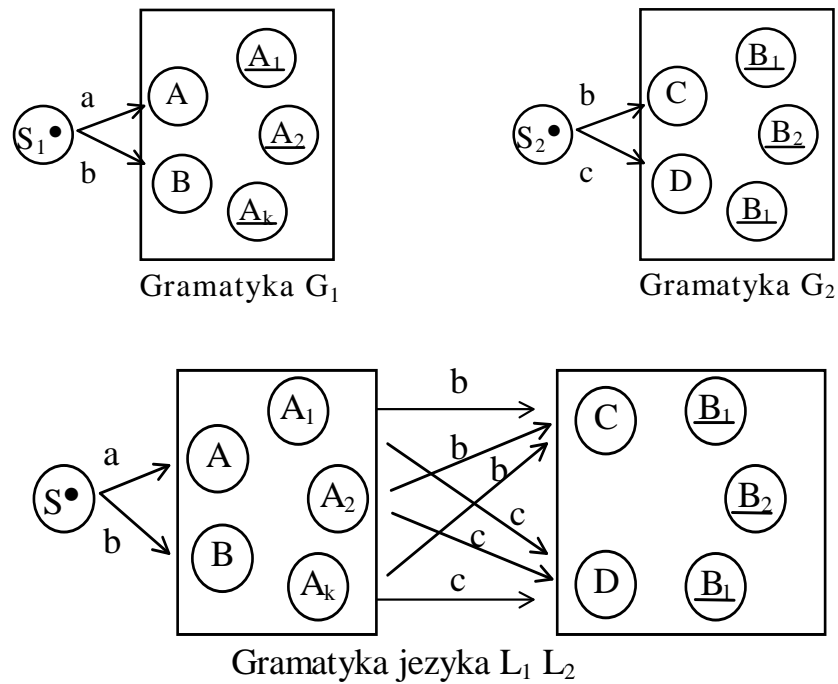 A₁
B₁
a
A
b
C
S₁•
A₂
S₂•
B₂
b
B
c
D
Aₖ
B₁
Gramatyka G₁
Gramatyka G₂
b
A₁
C
B₁
a
A
b
b
S•
A₂
B₂
c
b
B
c
Aₖ
c
D
B₁
Gramatyka jezyka L₁ L₂